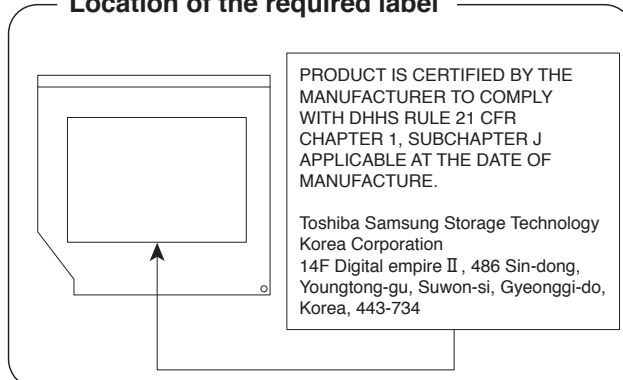 Location of the required label
PRODUCT IS CERTIFIED BY THE
MANUFACTURER TO COMPLY
WITH DHHS RULE 21 CFR
CHAPTER 1, SUBCHAPTER J
APPLICABLE AT THE DATE OF
MANUFACTURE.
Toshiba Samsung Storage Technology
Korea Corporation
14F Digital empire Ⅱ, 486 Sin-dong,
Youngtong-gu, Suwon-si, Gyeonggi-do,
Korea, 443-734